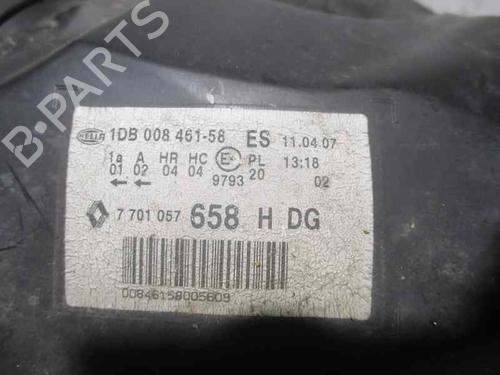 HELLA 1DB 008 461-58 ES 11.04.07
1a A HR HC E PL 13:18
01 02 04 04 9793 20 02
7 701 057 658 H DG
00846158005609
B-PARTS